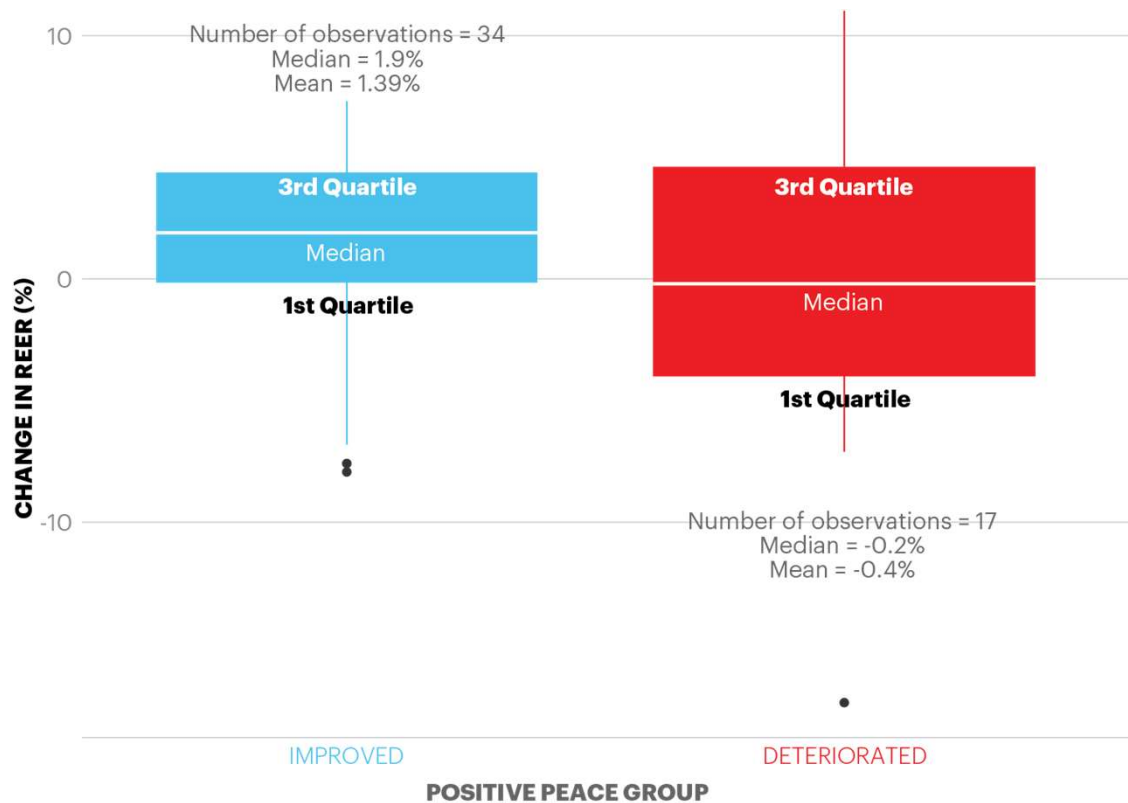 10
Number of observations = 34
Median = 1.9%
Mean = 1.39%
3rd Quartile
3rd Quartile
Median
0
1st Quartile
Median
1st Quartile
CHANGE IN REER (%)
-10
Number of observations = 17
Median = -0.2%
Mean = -0.4%
IMPROVED
DETERIORATED
POSITIVE PEACE GROUP